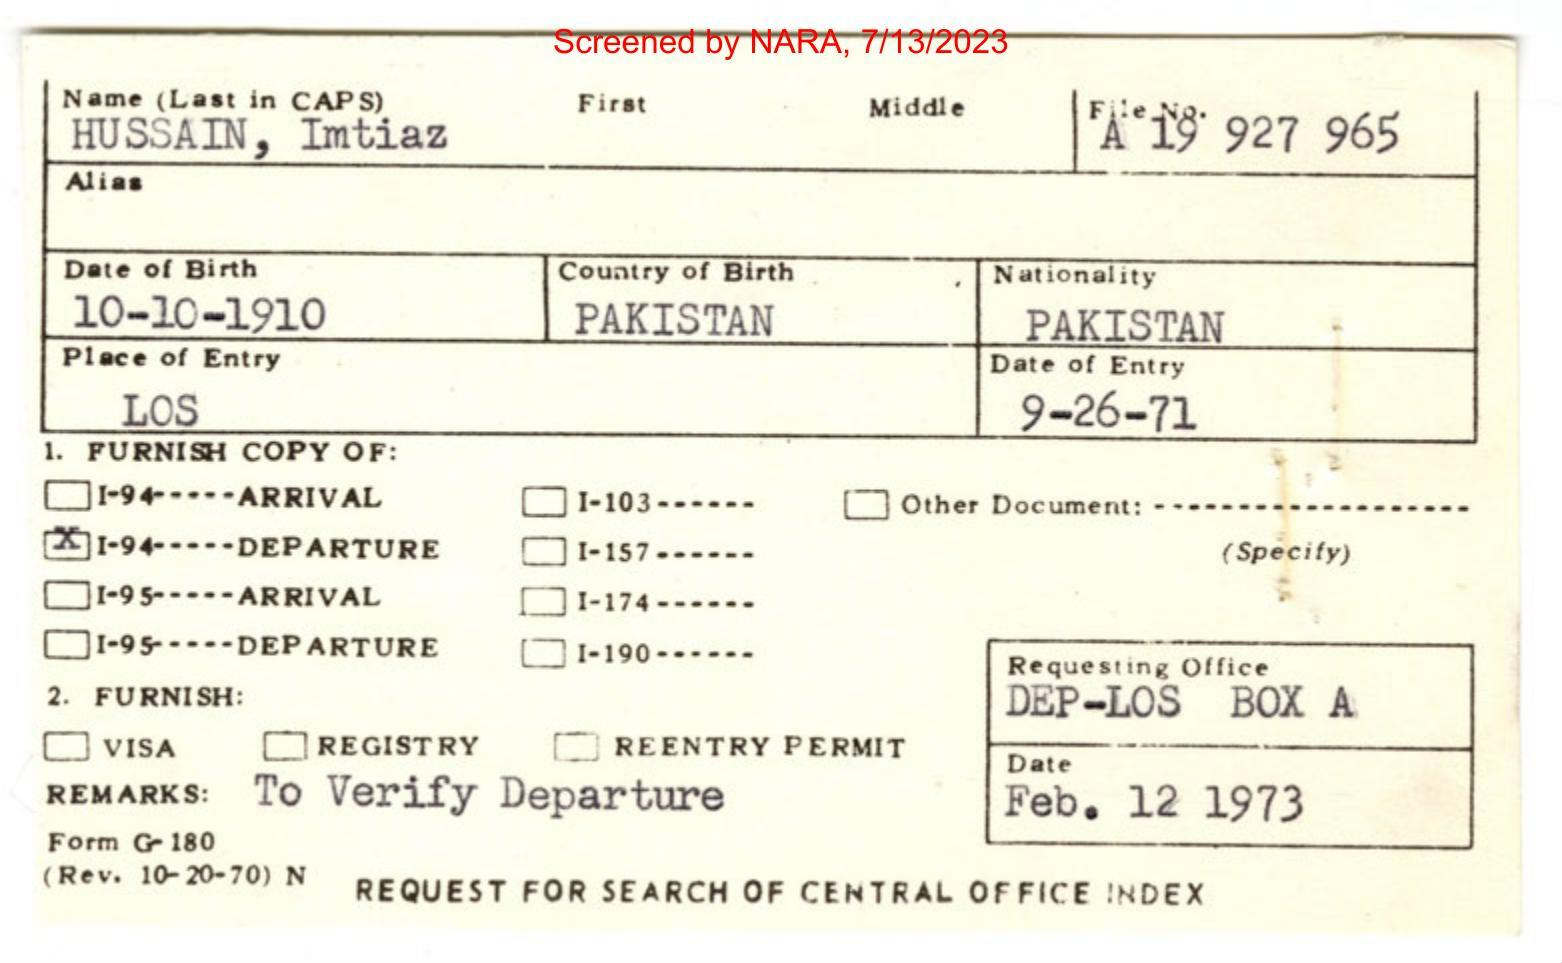 Screened by NARA, 7/13/2023
Name (Last in CAPS) First Middle File No.
HUSSAIN, Imtiaz A 19 927 965
Alias
Date of Birth Country of Birth Nationality
10-10-1910 PAKISTAN PAKISTAN
Place of Entry Date of Entry
LOS 9-26-71
1. FURNISH COPY OF:
I-94-----ARRIVAL I-103------ Other Document: -------------------
X I-94-----DEPARTURE I-157------ (Specify)
I-95-----ARRIVAL I-174------
I-95-----DEPARTURE I-190------
Requesting Office
2. FURNISH: DEP-LOS BOX A
VISA REGISTRY REENTRY PERMIT
Date
REMARKS: To Verify Departure Feb. 12 1973
Form G-180
(Rev. 10-20-70) N REQUEST FOR SEARCH OF CENTRAL OFFICE INDEX